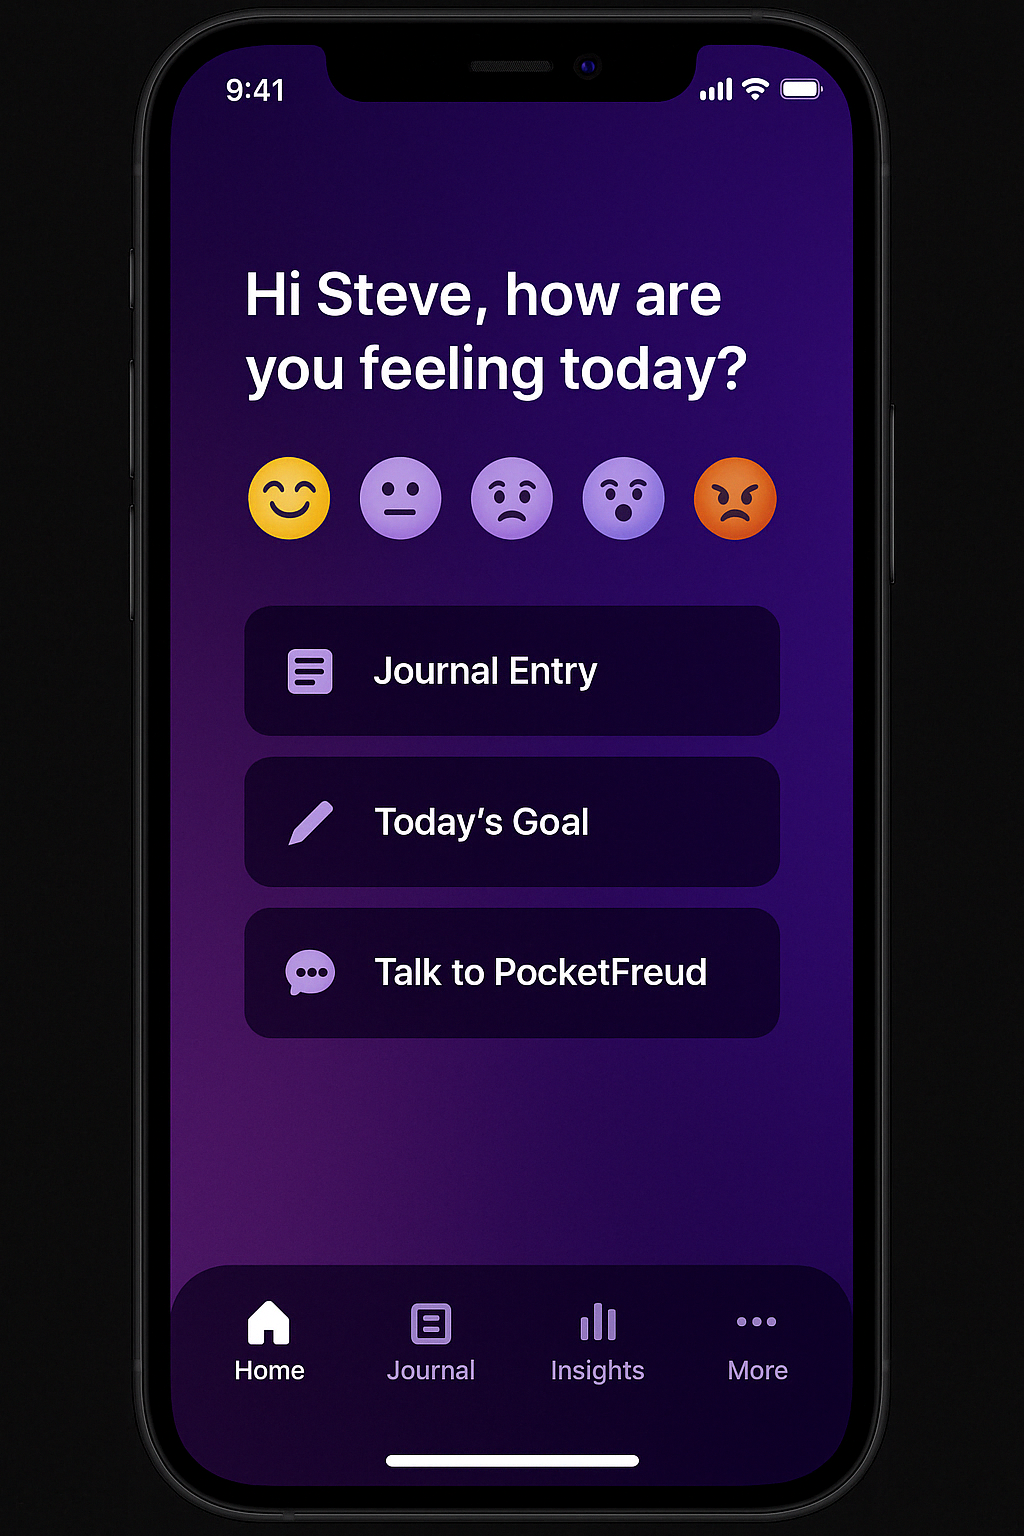 9:41
Hi Steve, how are
you feeling today?
Journal Entry
Today’s Goal
Talk to PocketFreud
Home
Journal
Insights
More